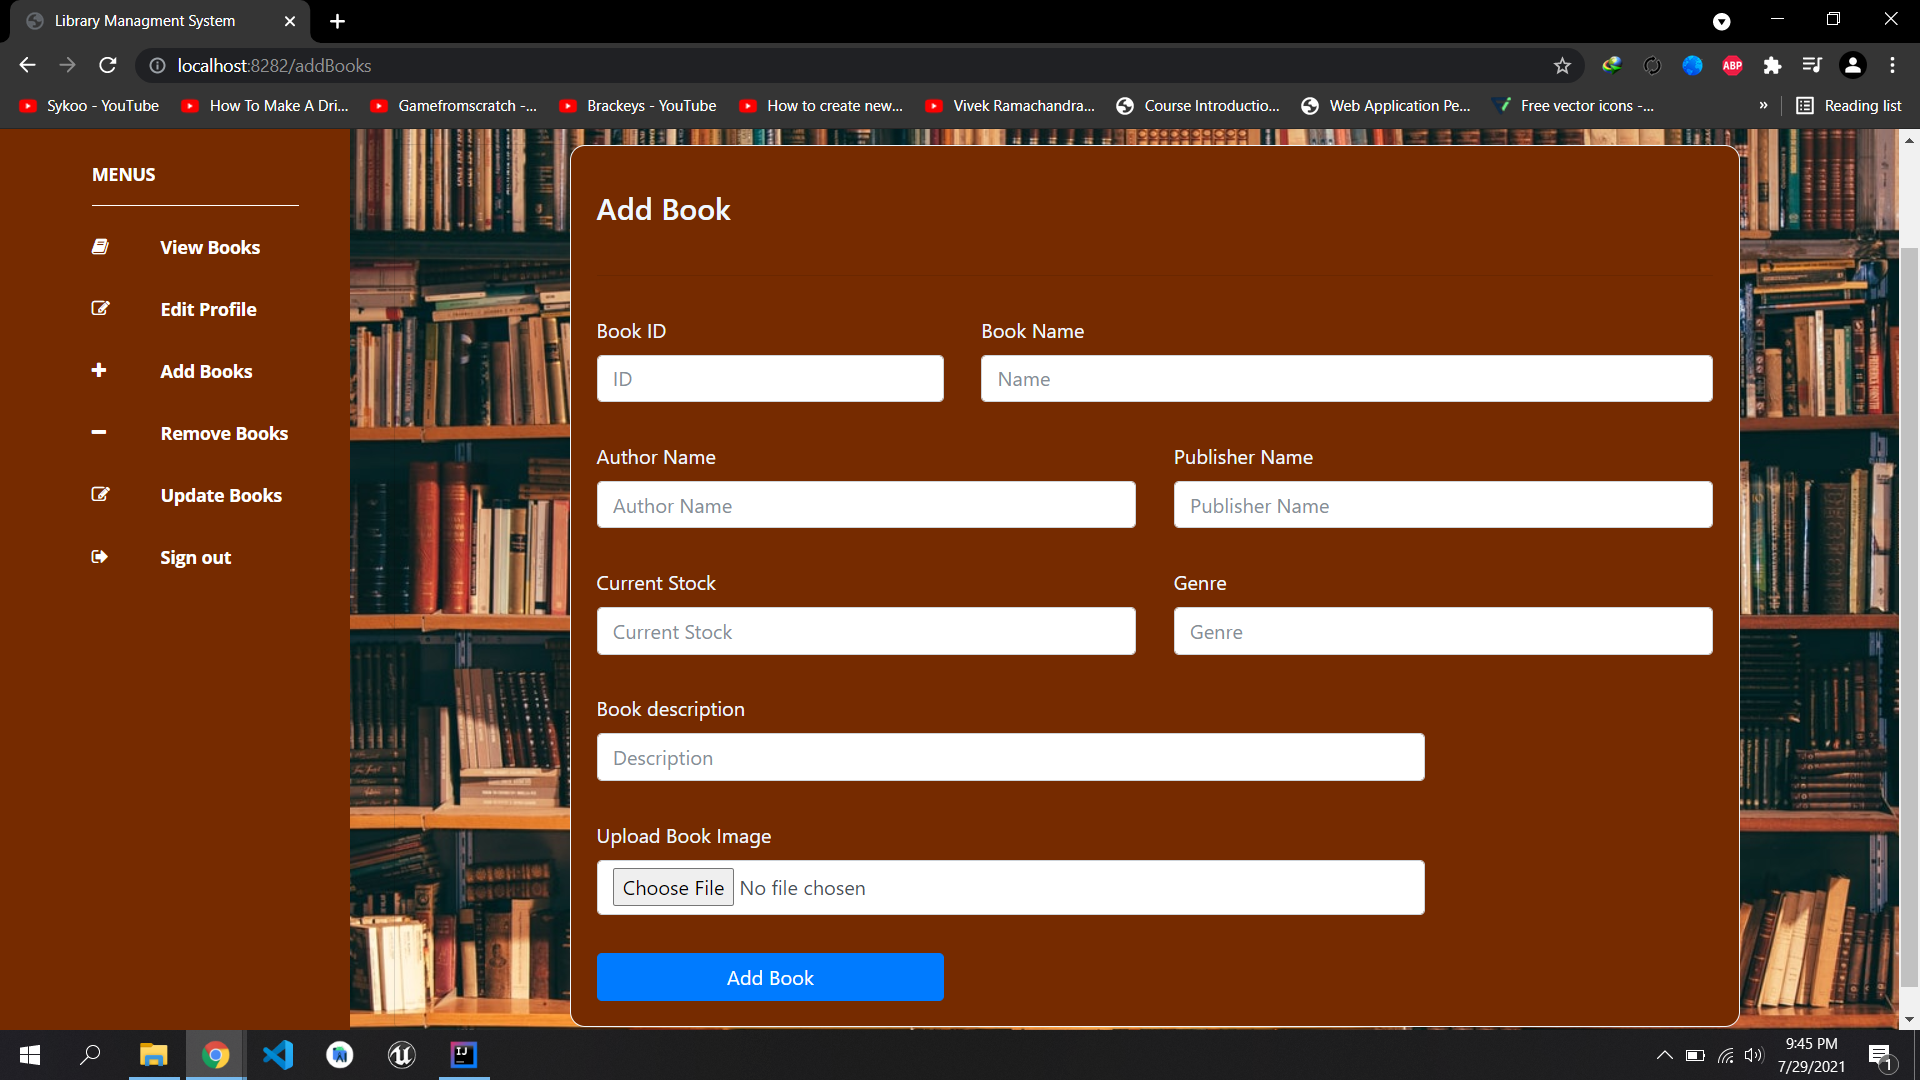 Library Managment System
localhost:8282/addBooks
ABP
Sykoo - YouTube
How To Make A Dri...
Gamefromscratch -...
Brackeys - YouTube
How to create new...
Vivek Ramachandra...
Course Introductio...
Web Application Pe...
Free vector icons -...
»
Reading list
MENUS
View Books
Edit Profile
Add Books
Remove Books
Update Books
Sign out
Add Book
Book ID
Book Name
ID
Name
Author Name
Publisher Name
Author Name
Publisher Name
Current Stock
Genre
Current Stock
Genre
Book description
Description
Upload Book Image
Choose File No file chosen
Add Book
IJ
9:45 PM
7/29/2021
1